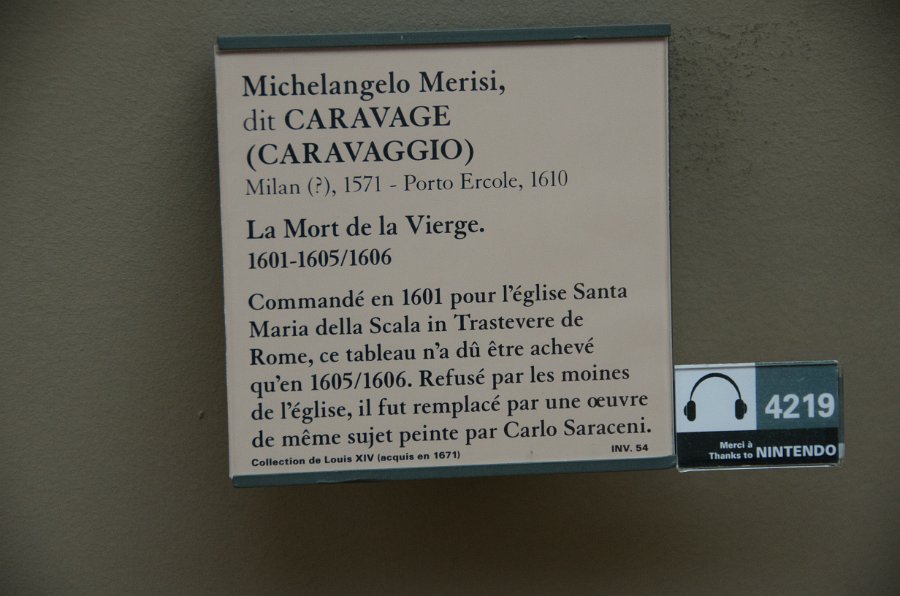 Michelangelo Merisi,
dit CARAVAGE
(CARAVAGGIO)
Milan (?), 1571 - Porto Ercole, 1610
La Mort de la Vierge.
1601-1605/1606
Commandé en 1601 pour l'église Santa
Maria della Scala in Trastevere de
Rome, ce tableau n'a dû être achevé
qu'en 1605/1606. Refusé par les moines
de l'église, il fut remplacé par une œuvre
de même sujet peinte par Carlo Saraceni.
Collection de Louis XIV (acquis en 1671)
INV. 54
4219
Merci à
Thanks to NINTENDO